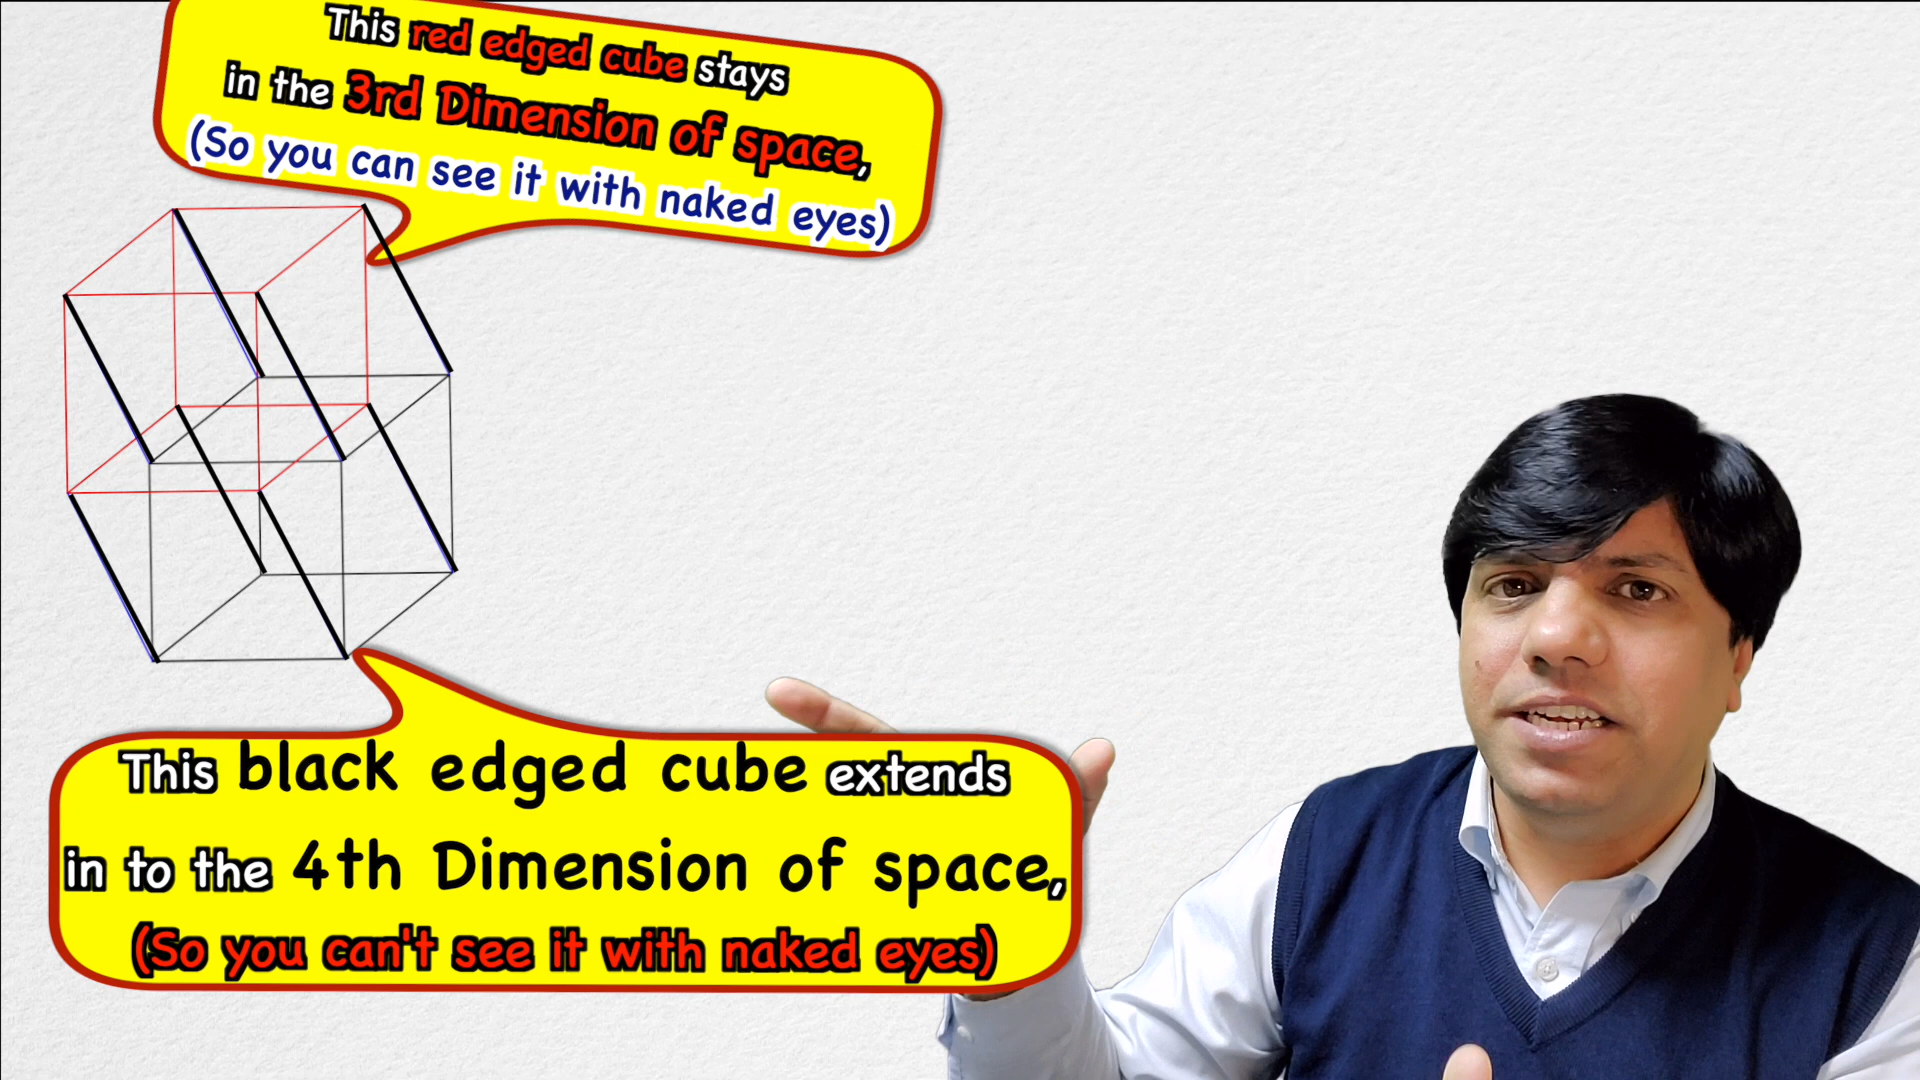 This red edged cube stays
in the 3rd Dimension of space,
(So you can see it with naked eyes)
This black edged cube extends
in to the 4th Dimension of space,
(So you can't see it with naked eyes)